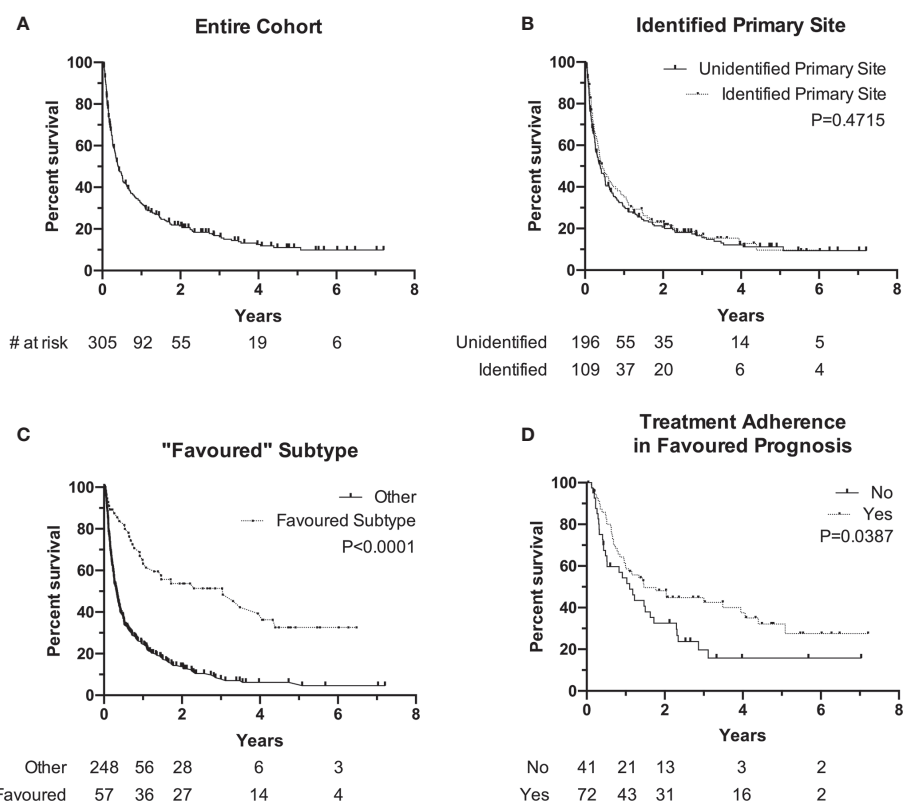 A
Entire Cohort
Percent survival
100
80
60
40
20
0
0 2 4 6 8
Years
# at risk 305 92 55 19 6
B
Identified Primary Site
Percent survival
100
80
60
40
20
0
Unidentified Primary Site
Identified Primary Site
P=0.4715
0 2 4 6 8
Years
Unidentified 196 55 35 14 5
Identified 109 37 20 6 4
C
"Favoured" Subtype
Percent survival
100
80
60
40
20
0
Other
Favoured Subtype
P<0.0001
0 2 4 6 8
Years
Other 248 56 28 6 3
Favoured 57 36 27 14 4
D
Treatment Adherence
in Favoured Prognosis
Percent survival
100
80
60
40
20
0
No
Yes
P=0.0387
0 2 4 6 8
Years
No 41 21 13 3 2
Yes 72 43 31 16 2